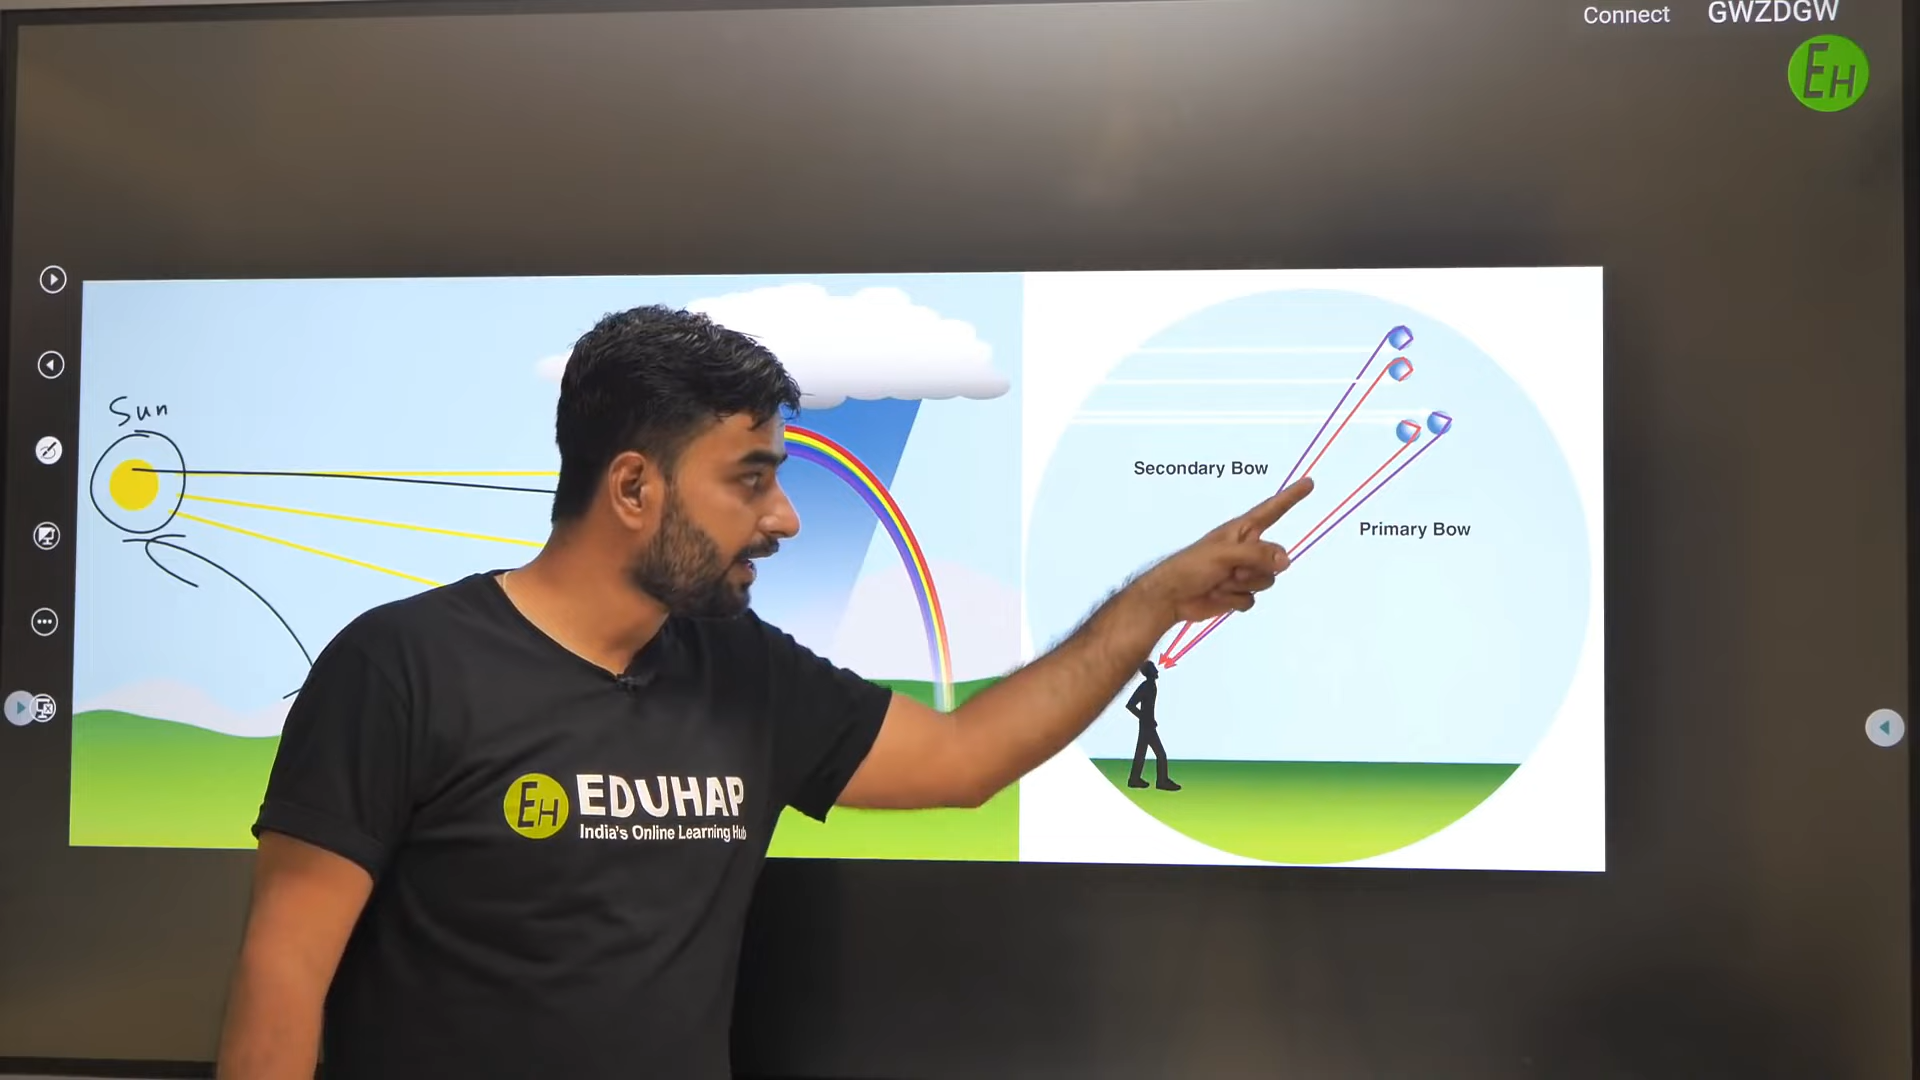 Connect GWZDGW
EH
Sun
Secondary Bow
Primary Bow
EH EDUHAP
India's Online Learning Hub